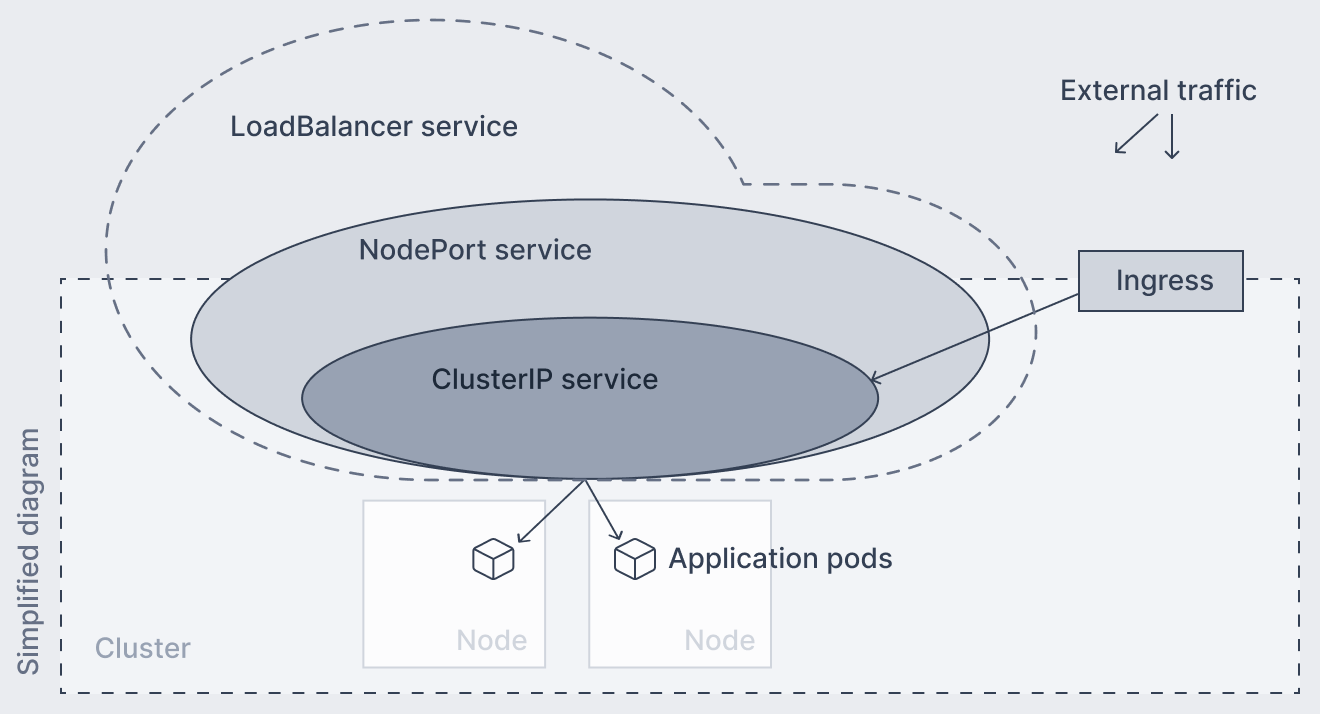 LoadBalancer service
External traffic
NodePort service
Ingress
ClusterIP service
Application pods
Node
Node
Cluster
Simplified diagram